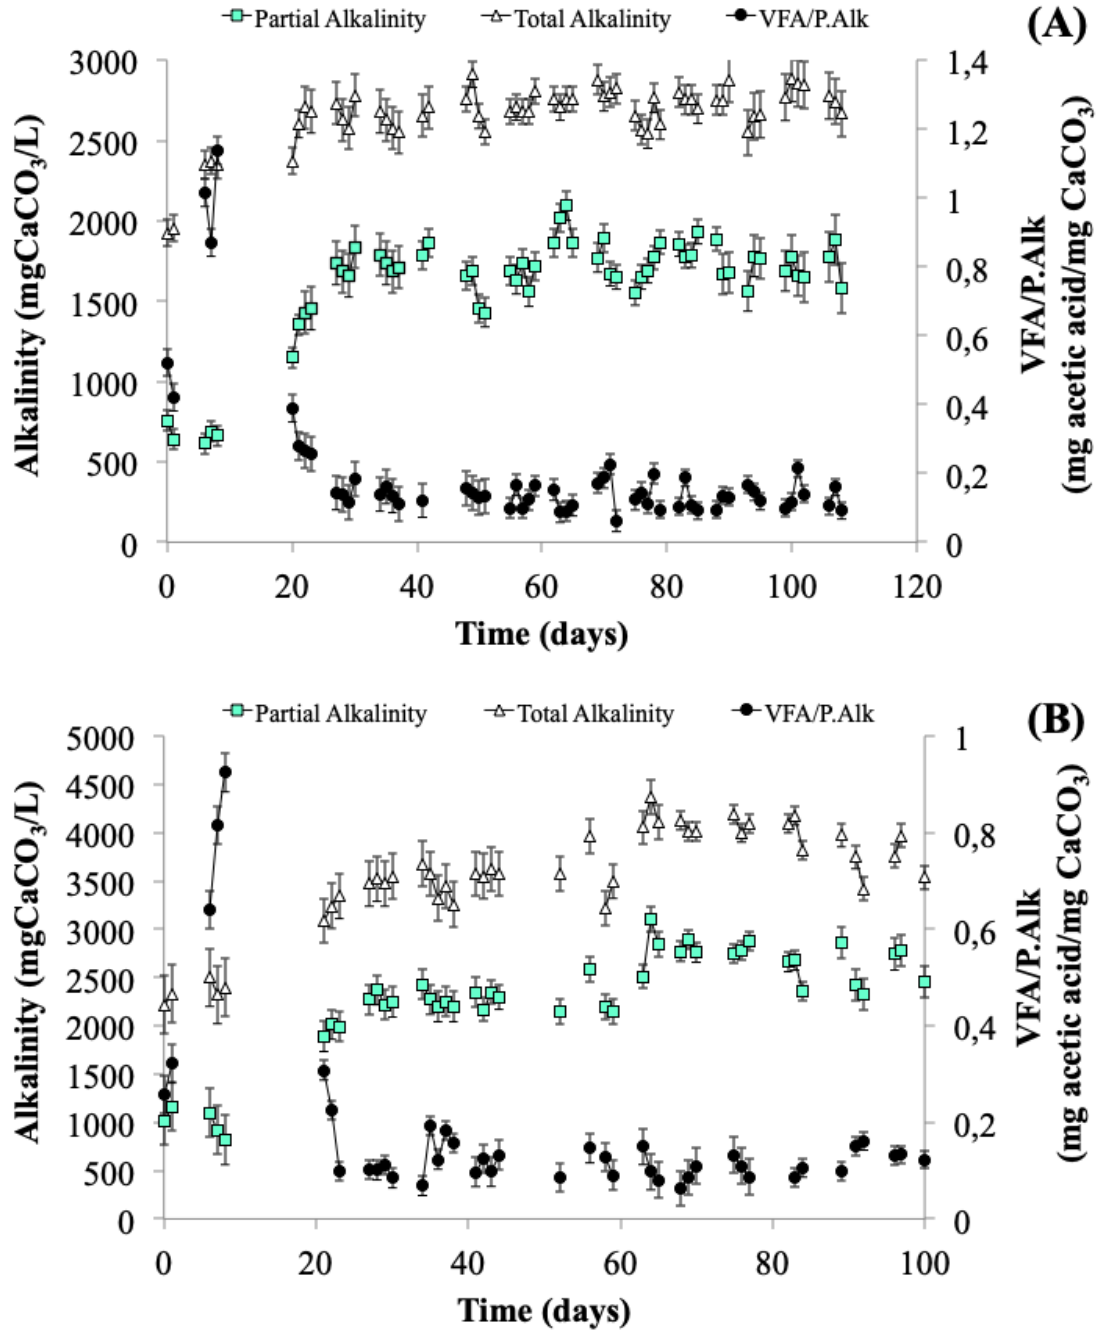 Partial Alkalinity Total Alkalinity VFA/P.Alk (A)
3000 1,4
2500 1,2
2000 1
1500 0,8
1000 0,6
500 0,4
0 0,2
0
Alkalinity (mgCaCO3/L)
VFA/P.Alk
(mg acetic acid/mg CaCO3)
0 20 40 60 80 100 120
Time (days)
Partial Alkalinity Total Alkalinity VFA/P.Alk (B)
5000 1
4500
4000 0,8
3500
3000 0,6
2500
2000 0,4
1500
1000 0,2
500
0 0
Alkalinity (mgCaCO3/L)
VFA/P.Alk
(mg acetic acid/mg CaCO3)
0 20 40 60 80 100
Time (days)